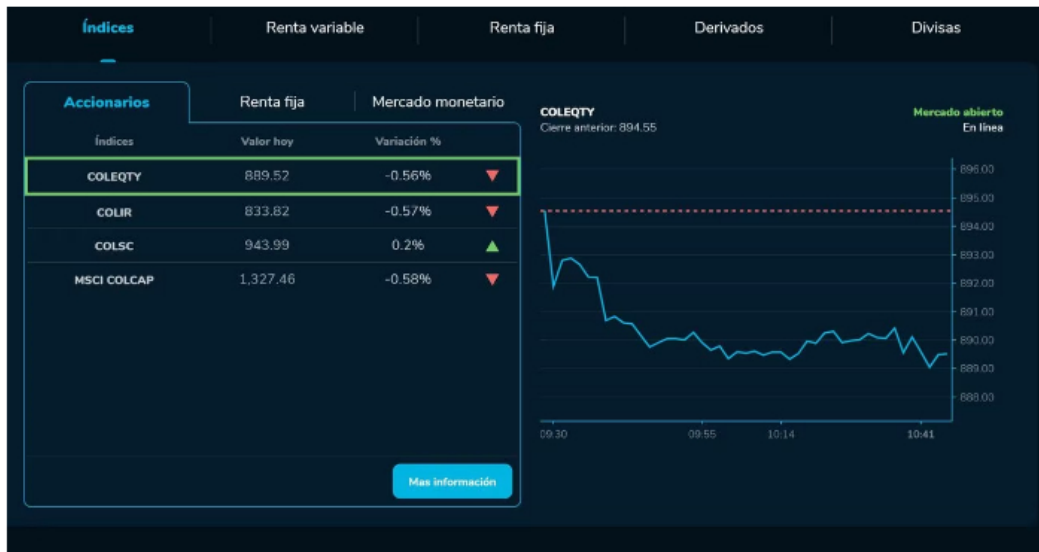 Índices Renta variable Renta fija Derivados Divisas
Accionarios Renta fija Mercado monetario
Índices Valor hoy Variación %
COLEQTY 889.52 -0.56%
COLIR 833.82 -0.57%
COLSC 943.99 0.2%
MSCI COLCAP 1,327.46 -0.58%
Mas información
COLEQTY Mercado abierto
Cierre anterior: 894.55 En línea
896.00
895.00
894.00
893.00
892.00
891.00
890.00
889.00
888.00
09:30 09:55 10:14 10:41